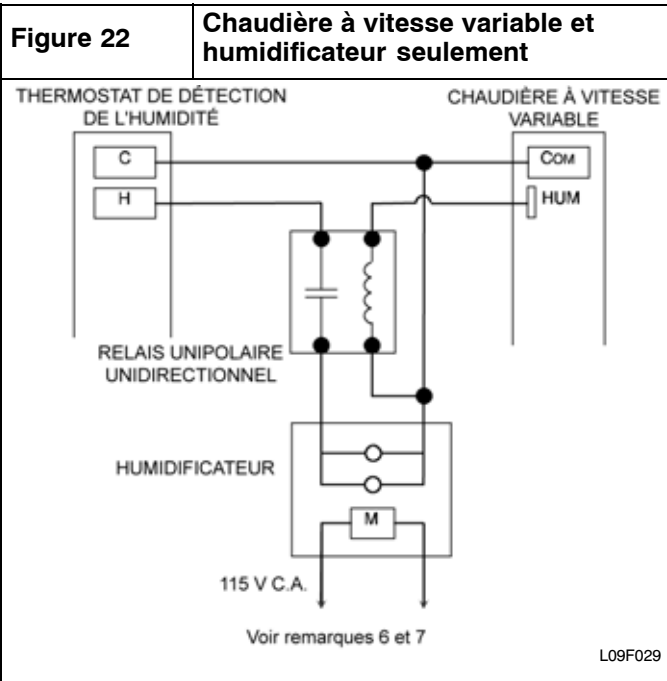 Figure 22
Chaudière à vitesse variable et
humidificateur seulement
THERMOSTAT DE DÉTECTION
DE L'HUMIDITÉ
CHAUDIÈRE À VITESSE
VARIABLE
C
COM
H
HUM
RELAIS UNIPOLAIRE
UNIDIRECTIONNEL
HUMIDIFICATEUR
M
115 V C.A.
Voir remarques 6 et 7
L09F029